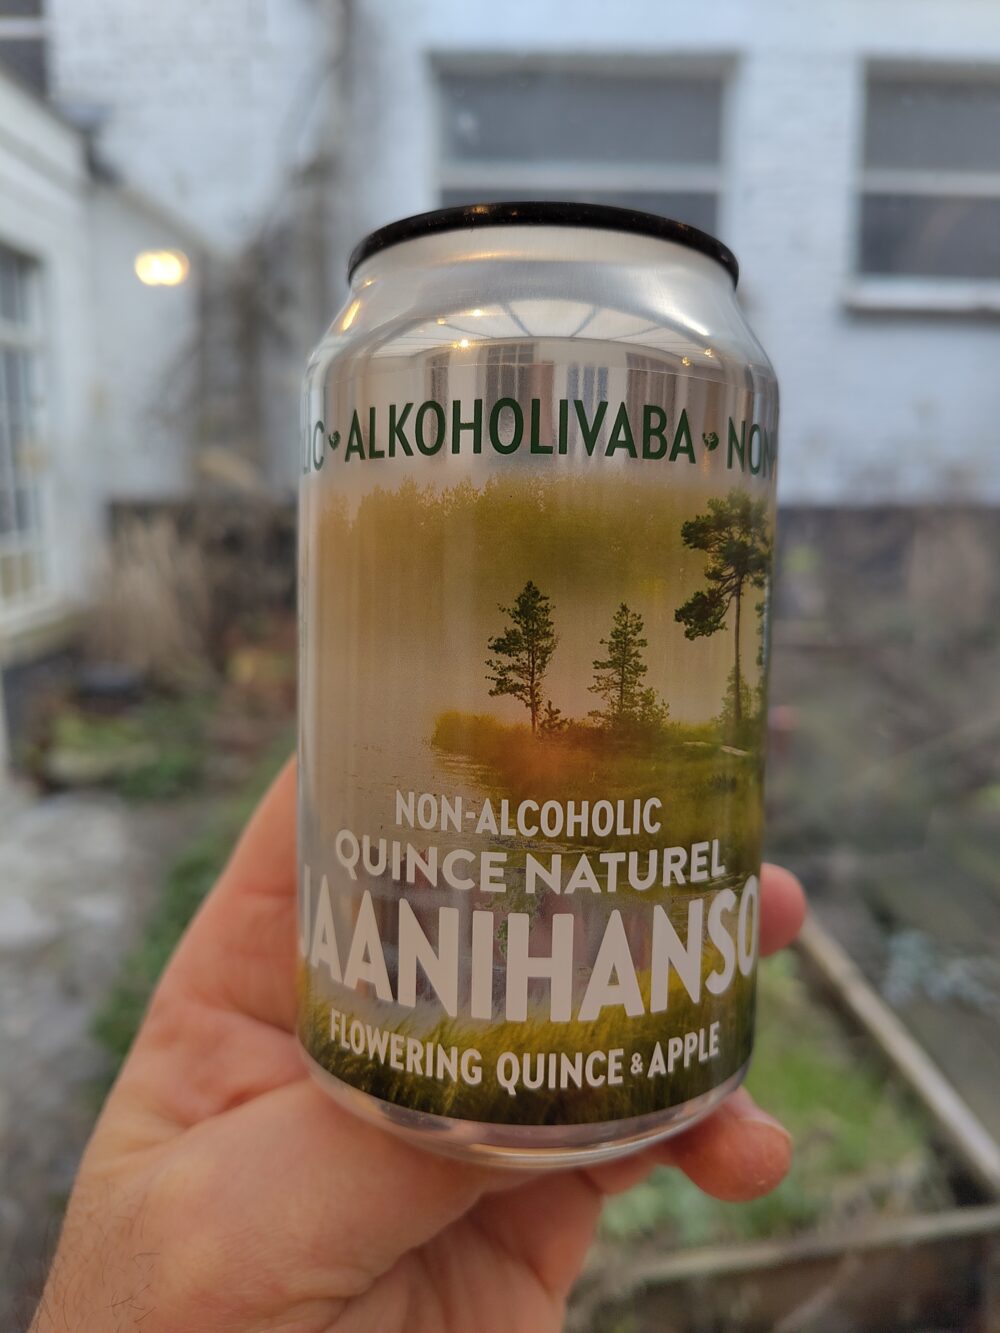 ALKOHOLIVABA
NON-ALCOHOLIC
QUINCE NATUREL
JAANIHANSO
FLOWERING QUINCE & APPLE